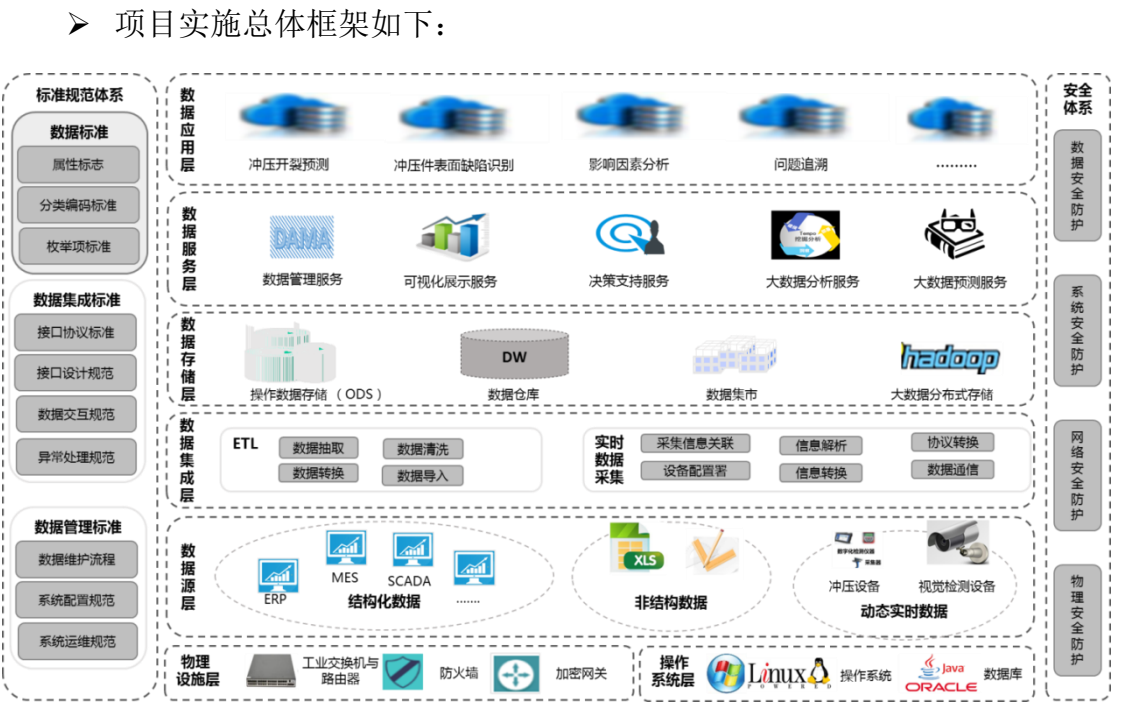 ➢ 项目实施总体框架如下：
标准规范体系
数据标准
属性标志
分类编码标准
枚举项标准
数据集成标准
接口协议标准
接口设计规范
数据交互规范
异常处理规范
数据管理标准
数据维护流程
系统配置规范
系统运维规范
数据应用层
冲压开裂预测
冲压件表面缺陷识别
影响因素分析
问题追溯
………
数据服务层
DAMA
数据管理服务
可视化展示服务
决策支持服务
Tempo
挖掘分析
大数据分析服务
大数据预测服务
数据存储层
操作数据存储（ODS）
DW
数据仓库
数据集市
hadoop
大数据分布式存储
数据集成层
ETL
数据抽取
数据清洗
数据转换
数据导入
实时数据采集
采集信息关联
信息解析
协议转换
设备配置署
信息转换
数据通信
数据源层
ERP
MES
SCADA
.......
结构化数据
XLS
非结构数据
数字化检测仪器
采集器
冲压设备
视觉检测设备
动态实时数据
物理
设施层
工业交换机与
路由器
防火墙
加密网关
操作
系统层
Linux
POWERED
操作系统
Java
ORACLE
数据库
安全
体系
数据安全防护
系统安全防护
网络安全防护
物理安全防护